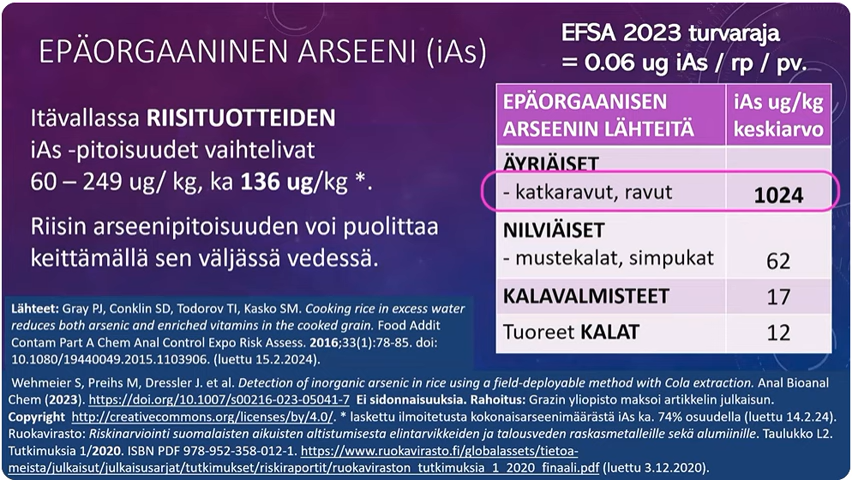 EPÄORGAANINEN ARSEENI (iAs)
EFSA 2023 turvaraja
= 0.06 ug iAs / rp / pv.
Itävallassa RIISITUOTTEIDEN
iAs -pitoisuudet vaihtelivat
60 – 249 ug/ kg, ka 136 ug/kg *.
Riisin arseenipitoisuuden voi puolittaa
keittämällä sen väljässä vedessä.
EPÄORGAANISEN ARSEENIN LÄHTEITÄ iAs ug/kg keskiarvo
ÄYRIÄISET
- katkaravut, ravut 1024
NILVIÄISET
- mustekalat, simpukat 62
KALAVALMISTEET 17
Tuoreet KALAT 12
Lähteet: Gray PJ, Conklin SD, Todorov TI, Kasko SM. Cooking rice in excess water
reduces both arsenic and enriched vitamins in the cooked grain. Food Addit
Contam Part A Chem Anal Control Expo Risk Assess. 2016;33(1):78-85. doi:
10.1080/19440049.2015.1103906. (luettu 15.2.2024).
Wehmeier S, Preihs M, Dressler J. et al. Detection of inorganic arsenic in rice using a field-deployable method with Cola extraction. Anal Bioanal
Chem (2023). https://doi.org/10.1007/s00216-023-05041-7 Ei sidonnaisuuksia. Rahoitus: Grazin yliopisto maksoi artikkelin julkaisun.
Copyright http://creativecommons.org/licenses/by/4.0/. * laskettu ilmoitetusta kokonaisarseenimäärästä iAs ka. 74% osuudella (luettu 14.2.24).
Ruokavirasto: Riskinarviointi suomalaisten aikuisten altistumisesta elintarvikkeiden ja talousveden raskasmetalleille sekä alumiinille. Taulukko L2.
Tutkimuksia 1/2020. ISBN PDF 978-952-358-012-1. https://www.ruokavirasto.fi/globalassets/tietoa-
meista/julkaisut/julkaisusarjat/tutkimukset/riskiraportit/ruokaviraston_tutkimuksia_1_2020_finaali.pdf (luettu 3.12.2020).